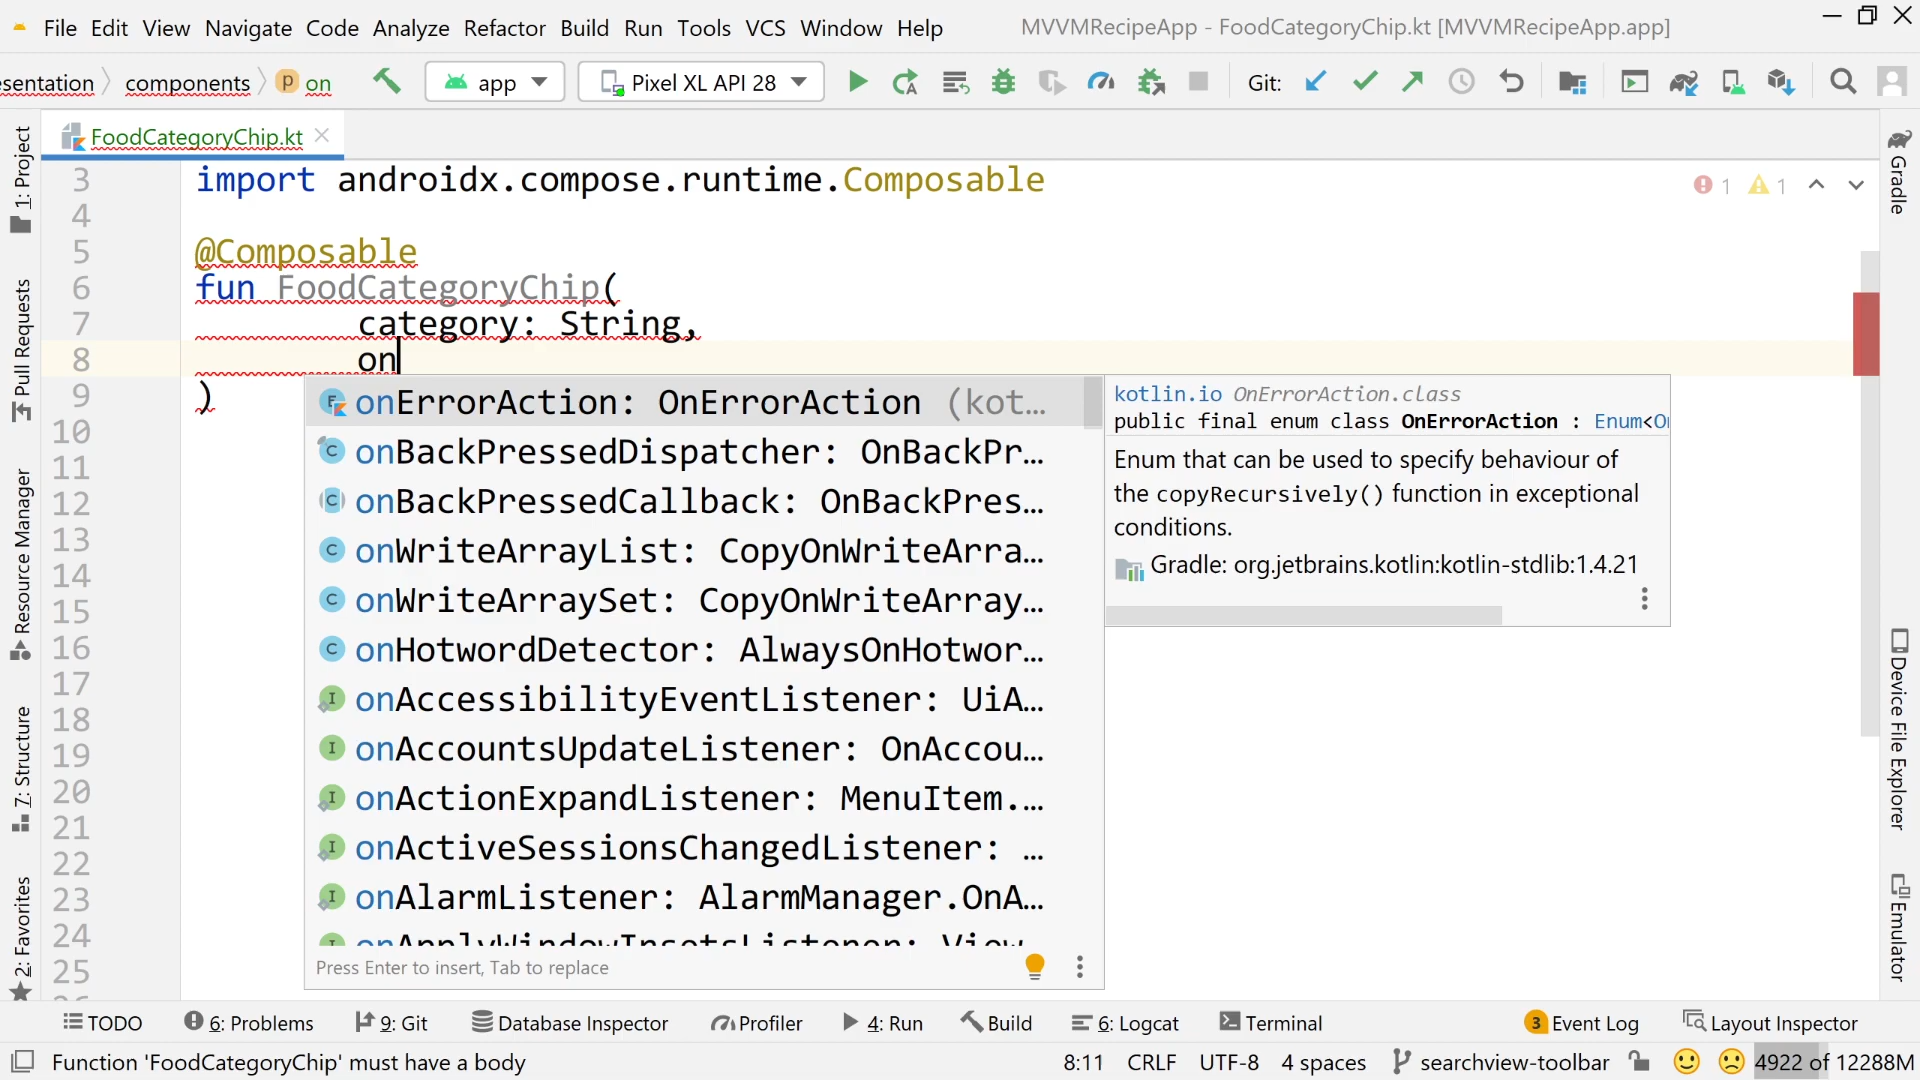 File Edit View Navigate Code Analyze Refactor Build Run Tools VCS Window Help MVVMRecipeApp - FoodCategoryChip.kt [MVVMRecipeApp.app]
esentation components p on app Pixel XL API 28 Git:
FoodCategoryChip.kt
1: Project
Pull Requests
Resource Manager
7: Structure
2: Favorites
3 import androidx.compose.runtime.Composable
1 1
4
5 @Composable
6 fun FoodCategoryChip(
7 category: String,
8 on
9 )
10
11
12
13
14
15
16
17
18
19
20
21
22
23
24
25
onErrorAction: OnErrorAction (kot…
onBackPressedDispatcher: OnBackPr…
onBackPressedCallback: OnBackPres…
onWriteArrayList: CopyOnWriteArra…
onWriteArraySet: CopyOnWriteArray…
onHotwordDetector: AlwaysOnHotwor…
onAccessibilityEventListener: UiA…
onAccountsUpdateListener: OnAccou…
onActionExpandListener: MenuItem.…
onActiveSessionsChangedListener: …
onAlarmListener: AlarmManager.OnA…
onApplyWindowInsetsListener: View
Press Enter to insert, Tab to replace
kotlin.io OnErrorAction.class
public final enum class OnErrorAction : Enum<O
Enum that can be used to specify behaviour of
the copyRecursively() function in exceptional
conditions.
Gradle: org.jetbrains.kotlin:kotlin-stdlib:1.4.21
Gradle
Device File Explorer
Emulator
TODO 6: Problems 9: Git Database Inspector Profiler 4: Run Build 6: Logcat Terminal 3 Event Log Layout Inspector
Function 'FoodCategoryChip' must have a body 8:11 CRLF UTF-8 4 spaces searchview-toolbar 4922 of 12288M